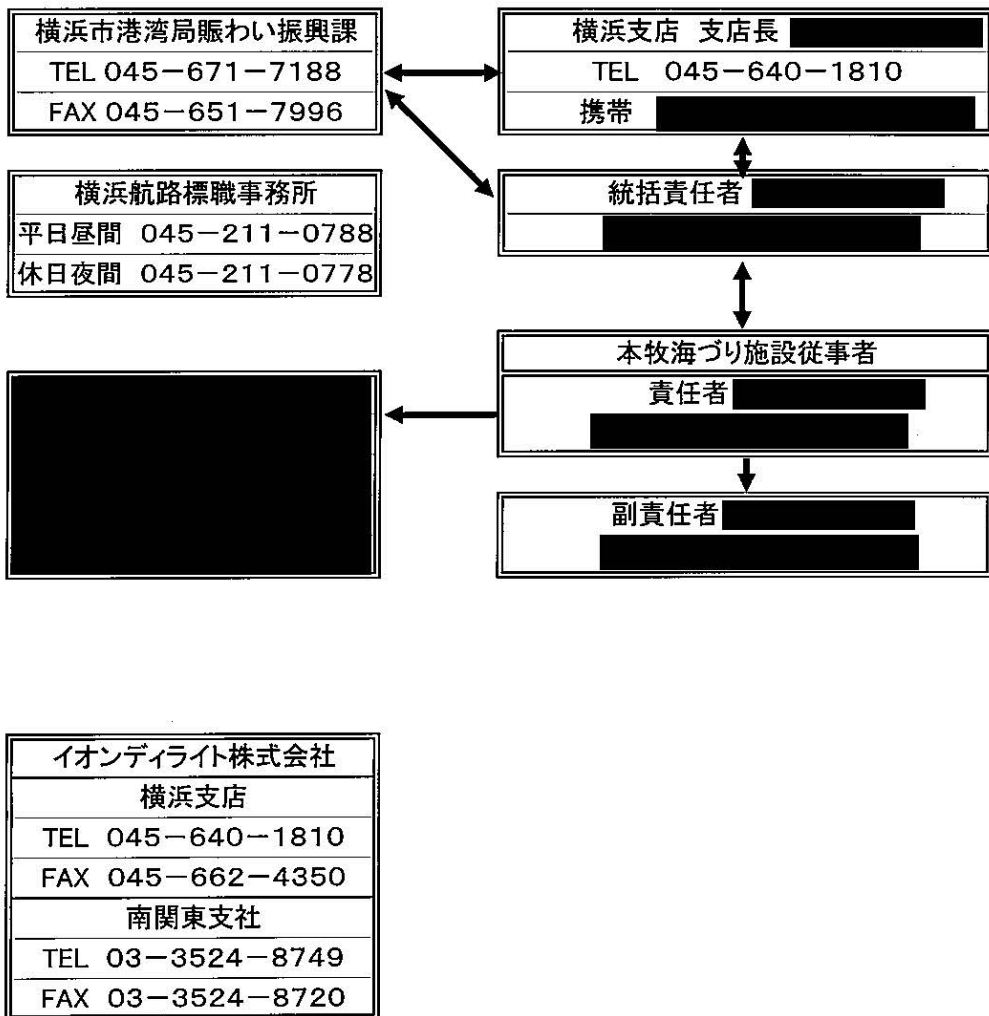 横浜市港湾局賑わい振興課
TEL 045-671-7188
FAX 045-651-7996
横浜支店 支店長
TEL 045-640-1810
携帯
横浜航路標職事務所
平日昼間 045-211-0788
休日夜間 045-211-0778
統括責任者
本牧海づり施設従事者
責任者
副責任者
イオンディライト株式会社
横浜支店
TEL 045-640-1810
FAX 045-662-4350
南関東支社
TEL 03-3524-8749
FAX 03-3524-8720